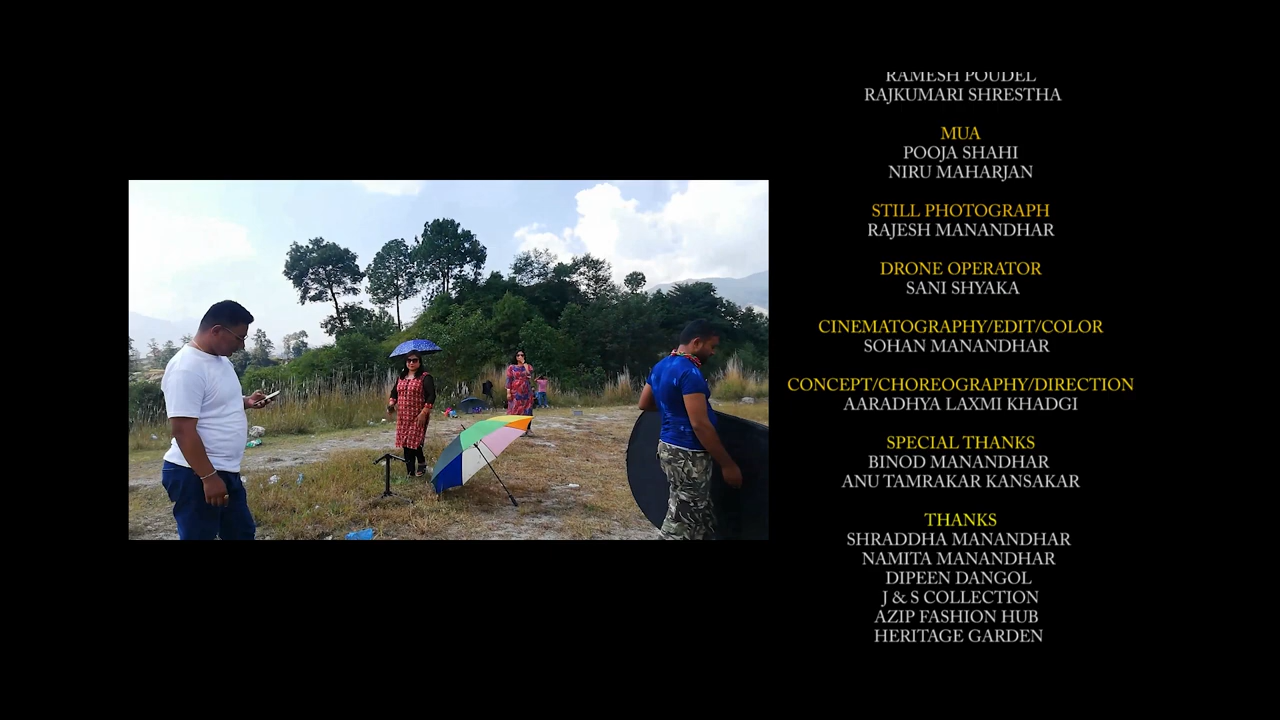 RAMESH POUDEL
RAJKUMARI SHRESTHA
MUA
POOJA SHAHI
NIRU MAHARJAN
STILL PHOTOGRAPH
RAJESH MANANDHAR
DRONE OPERATOR
SANI SHYAKA
CINEMATOGRAPHY/EDIT/COLOR
SOHAN MANANDHAR
CONCEPT/CHOREOGRAPHY/DIRECTION
AARADHYA LAXMI KHADGI
SPECIAL THANKS
BINOD MANANDHAR
ANU TAMRAKAR KANSAKAR
THANKS
SHRADDHA MANANDHAR
NAMITA MANANDHAR
DIPEEN DANGOL
J & S COLLECTION
AZIP FASHION HUB
HERITAGE GARDEN